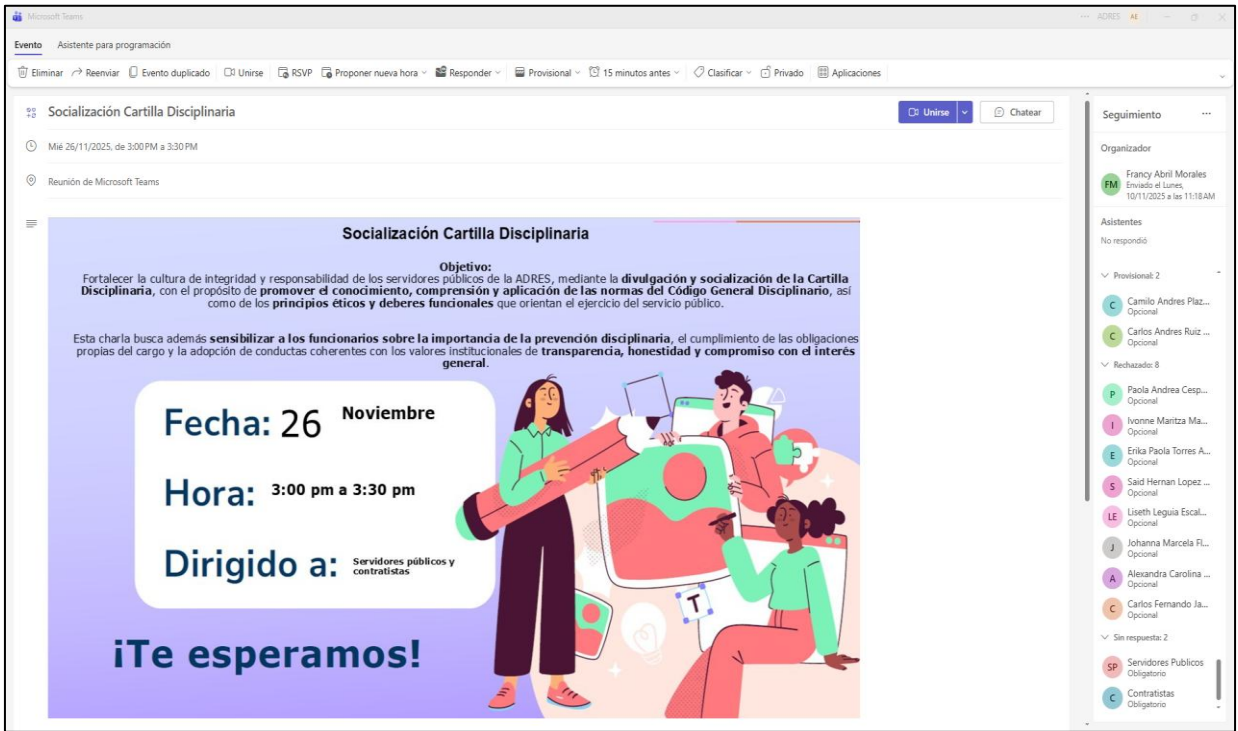 Microsoft Teams
ADRES AE
Evento Asistente para programación
Eliminar Reenviar Evento duplicado Unirse RSVP Proponer nueva hora Responder Provisional 15 minutos antes Clasificar Privado Aplicaciones
Socialización Cartilla Disciplinaria
Unirse Chatear
Mié 26/11/2025, de 3:00 PM a 3:30 PM
Reunión de Microsoft Teams
Socialización Cartilla Disciplinaria
Objetivo:
Fortalecer la cultura de integridad y responsabilidad de los servidores públicos de la ADRES, mediante la divulgación y socialización de la Cartilla
Disciplinaria, con el propósito de promover el conocimiento, comprensión y aplicación de las normas del Código General Disciplinario, así
como de los principios éticos y deberes funcionales que orientan el ejercicio del servicio público.
Esta charla busca además sensibilizar a los funcionarios sobre la importancia de la prevención disciplinaria, el cumplimiento de las obligaciones
propias del cargo y la adopción de conductas coherentes con los valores institucionales de transparencia, honestidad y compromiso con el interés
general.
Fecha: 26 Noviembre
Hora: 3:00 pm a 3:30 pm
Dirigido a: Servidores públicos y
contratistas
¡Te esperamos!
T
Seguimiento ...
Organizador
FM Francy Abril Morales
Enviado el Lunes,
10/11/2025 a las 11:18 AM
Asistentes
No respondió
Provisional: 2
C Camilo Andres Plaz...
Opcional
C Carlos Andres Ruiz ...
Opcional
Rechazado: 8
P Paola Andrea Cesp...
Opcional
I Ivonne Maritza Ma...
Opcional
E Erika Paola Torres A...
Opcional
S Said Hernan Lopez ...
Opcional
LE Liseth Leguia Escal...
Opcional
J Johanna Marcela Fl...
Opcional
A Alexandra Carolina ...
Opcional
C Carlos Fernando Ja...
Opcional
Sin respuesta: 2
SP Servidores Publicos
Obligatorio
C Contratistas
Obligatorio